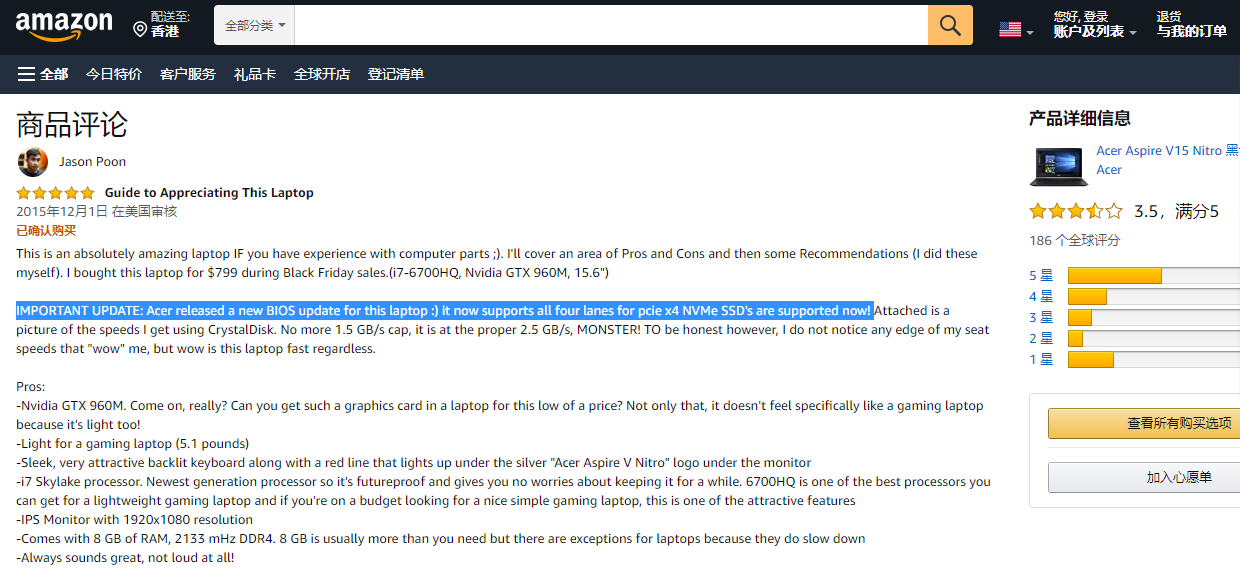 amazon
配送至:
香港
全部分类
您好, 登录
账户及列表
退货
与我的订单
全部 今日特价 客户服务 礼品卡 全球开店 登记清单
商品评论
Jason Poon
Guide to Appreciating This Laptop
2015年12月1日 在美国审核
已确认购买
This is an absolutely amazing laptop IF you have experience with computer parts ;). I'll cover an area of Pros and Cons and then some Recommendations (I did these
myself). I bought this laptop for $799 during Black Friday sales.(i7-6700HQ, Nvidia GTX 960M, 15.6")
IMPORTANT UPDATE: Acer released a new BIOS update for this laptop :) it now supports all four lanes for pcie x4 NVMe SSD's are supported now! Attached is a
picture of the speeds I get using CrystalDisk. No more 1.5 GB/s cap, it is at the proper 2.5 GB/s, MONSTER! TO be honest however, I do not notice any edge of my seat
speeds that "wow" me, but wow is this laptop fast regardless.
Pros:
-Nvidia GTX 960M. Come on, really? Can you get such a graphics card in a laptop for this low of a price? Not only that, it doesn't feel specifically like a gaming laptop
because it's light too!
-Light for a gaming laptop (5.1 pounds)
-Sleek, very attractive backlit keyboard along with a red line that lights up under the silver "Acer Aspire V Nitro" logo under the monitor
-i7 Skylake processor. Newest generation processor so it's futureproof and gives you no worries about keeping it for a while. 6700HQ is one of the best processors you
can get for a lightweight gaming laptop and if you're on a budget looking for a nice simple gaming laptop, this is one of the attractive features
-IPS Monitor with 1920x1080 resolution
-Comes with 8 GB of RAM, 2133 mHz DDR4. 8 GB is usually more than you need but there are exceptions for laptops because they do slow down
-Always sounds great, not loud at all!
产品详细信息
Acer Aspire V15 Nitro 黑
Acer
3.5，满分5
186 个全球评分
5 星
4 星
3 星
2 星
1 星
查看所有购买选项
加入心愿单